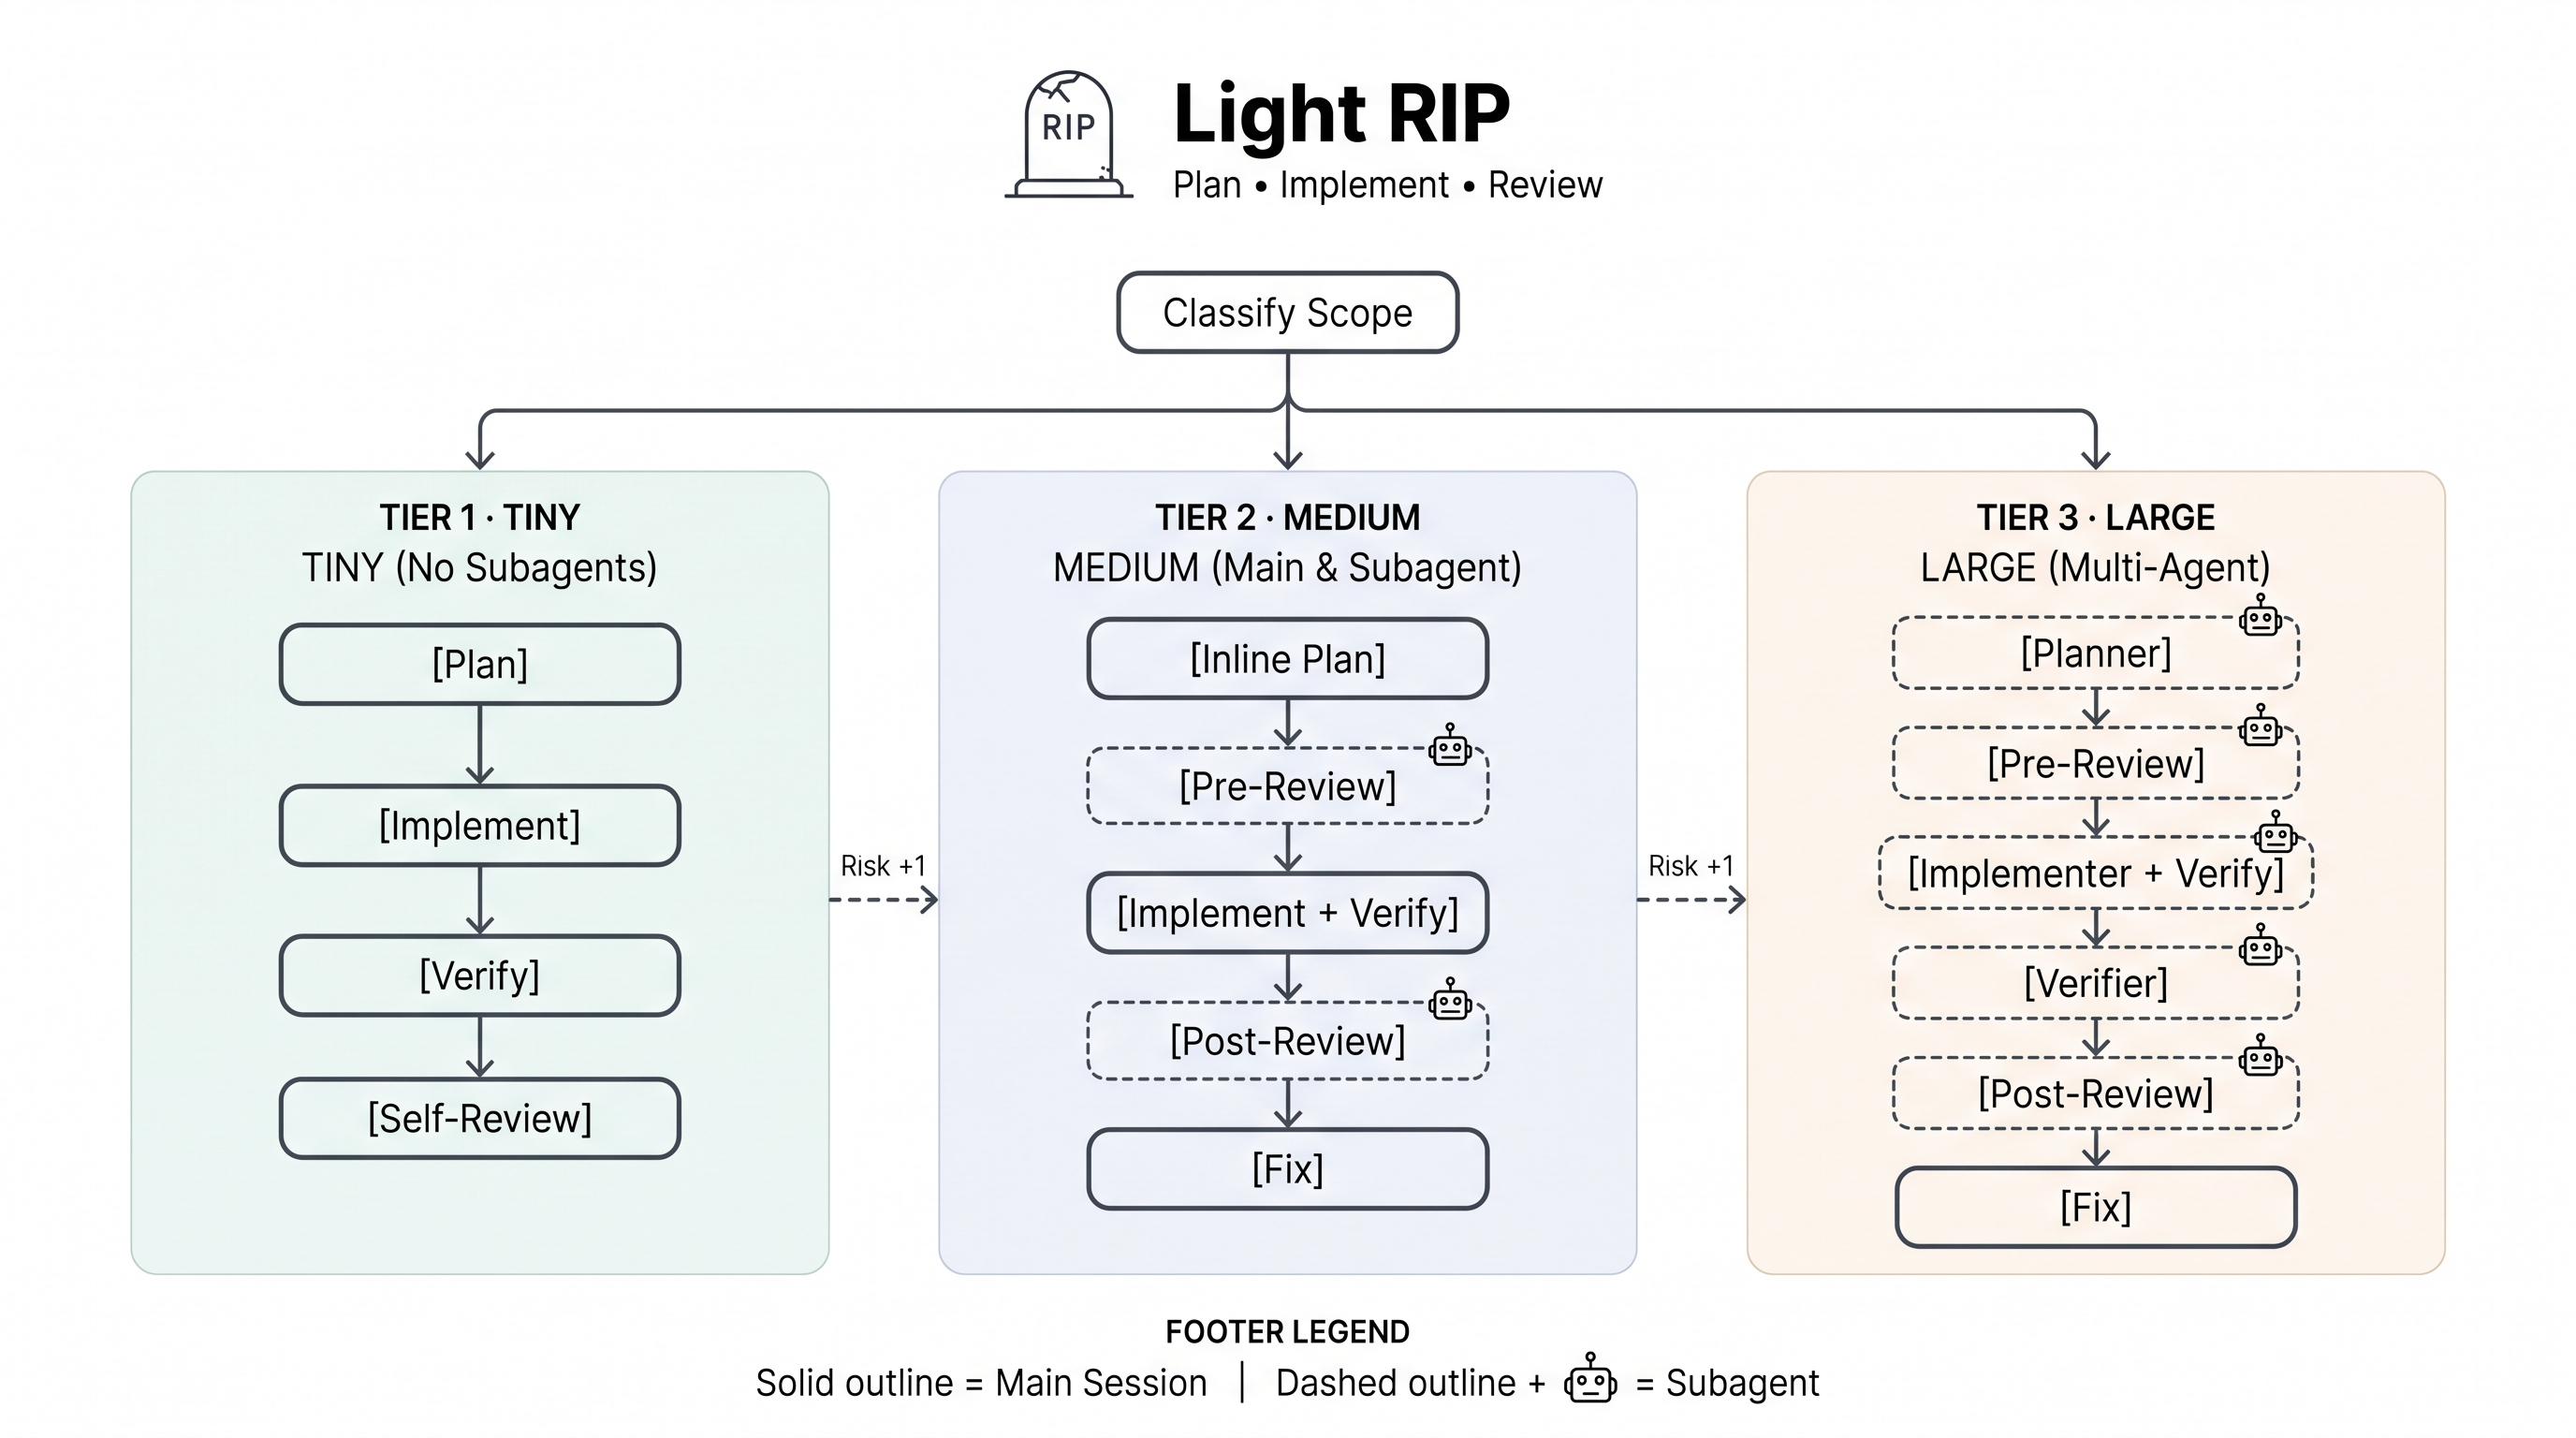 RIP
Light RIP
Plan • Implement • Review
Classify Scope
TIER 1 · TINY
TINY (No Subagents)
[Plan]
[Implement]
[Verify]
[Self-Review]
Risk +1
TIER 2 · MEDIUM
MEDIUM (Main & Subagent)
[Inline Plan]
[Pre-Review]
[Implement + Verify]
[Post-Review]
[Fix]
Risk +1
TIER 3 · LARGE
LARGE (Multi-Agent)
[Planner]
[Pre-Review]
[Implementer + Verify]
[Verifier]
[Post-Review]
[Fix]
FOOTER LEGEND
Solid outline = Main Session | Dashed outline + = Subagent